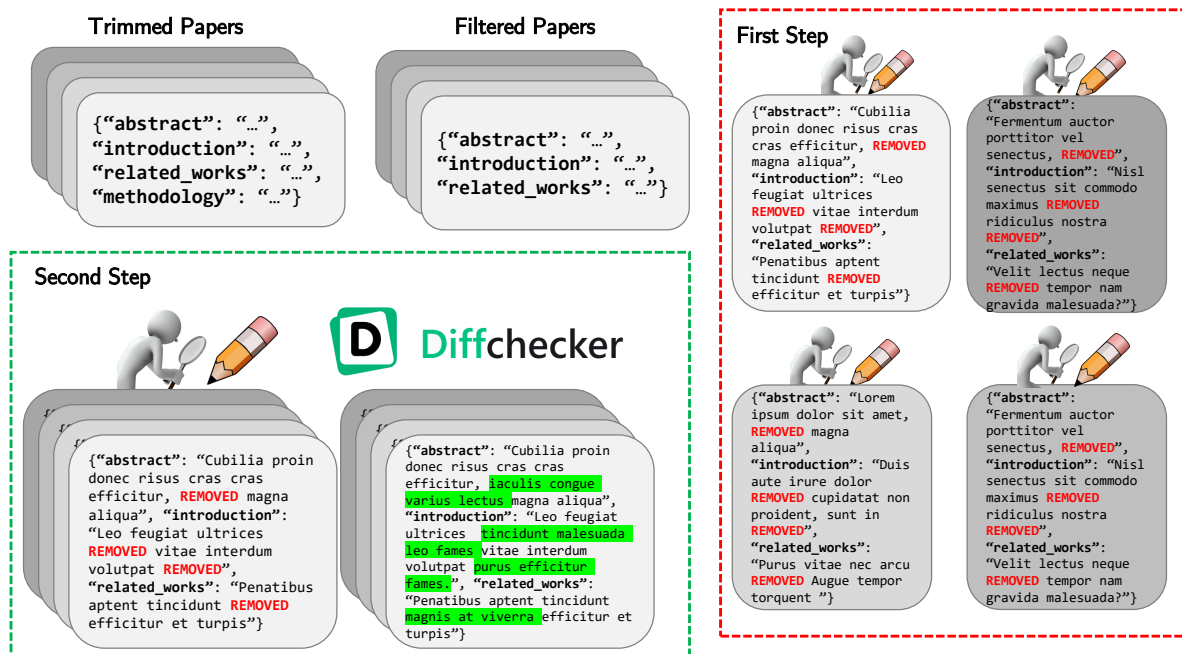 Trimmed Papers
{“abstract”: “…”,
“introduction”: “…”,
“related_works”: “…”,
“methodology”: “…”}
Filtered Papers
{“abstract”: “…”,
“introduction”: “…”,
“related_works”: “…”}
First Step
{“abstract”: “Cubilia
proin donec risus cras
cras efficitur, REMOVED
magna aliqua”,
“introduction”: “Leo
feugiat ultrices
REMOVED vitae interdum
volutpat REMOVED”,
“related_works”:
“Penatibus aptent
tincidunt REMOVED
efficitur et turpis”}
{“abstract”:
“Fermentum auctor
porttitor vel
senectus, REMOVED”,
“introduction”: “Nisl
senectus sit commodo
maximus REMOVED
ridiculus nostra
REMOVED”,
“related_works”:
“Velit lectus neque
REMOVED tempor nam
gravida malesuada?”}
{“abstract”: “Lorem
ipsum dolor sit amet,
REMOVED magna
aliqua”,
“introduction”: “Duis
aute irure dolor
REMOVED cupidatat non
proident, sunt in
REMOVED”,
“related_works”:
“Purus vitae nec arcu
REMOVED Augue tempor
torquent ”}
{“abstract”:
“Fermentum auctor
porttitor vel
senectus, REMOVED”,
“introduction”: “Nisl
senectus sit commodo
maximus REMOVED
ridiculus nostra
REMOVED”,
“related_works”:
“Velit lectus neque
REMOVED tempor nam
gravida malesuada?”}
Second Step
D Diffchecker
{“abstract”: “Cubilia proin
donec risus cras cras
efficitur, REMOVED magna
aliqua”, “introduction”:
“Leo feugiat ultrices
REMOVED vitae interdum
volutpat REMOVED”,
“related_works”: “Penatibus
aptent tincidunt REMOVED
efficitur et turpis”}
{“abstract”: “Cubilia proin
donec risus cras cras
efficitur, iaculis congue
varius lectus magna aliqua”,
“introduction”: “Leo feugiat
ultrices  tincidunt malesuada
leo fames vitae interdum
volutpat purus efficitur
fames.”, “related_works”:
“Penatibus aptent tincidunt
magnis at viverra efficitur et
turpis”}